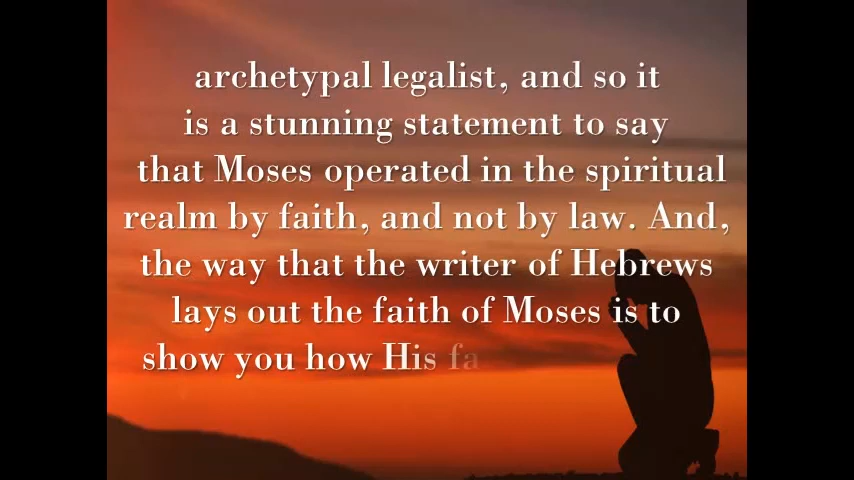 archetypal legalist, and so it
is a stunning statement to say
that Moses operated in the spiritual
realm by faith, and not by law. And,
the way that the writer of Hebrews
lays out the faith of Moses is to
show you how His fa